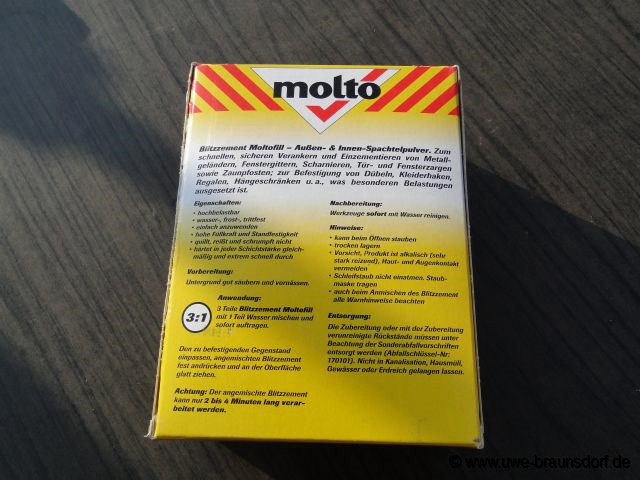 molto
Blitzzement Moltofill – Außen- & Innen-Spachtelpulver. Zum
schnellen, sicheren Verankern und Einzementieren von Metall-
geländern, Fenstergittern, Scharnieren, Tür- und Fensterzargen
sowie Zaunpfosten; zur Befestigung von Dübeln, Kleiderhaken,
Regalen, Hängeschränken u. a., was besonderen Belastungen
ausgesetzt ist.
Eigenschaften:
• hochbelastbar
• wasser-, frost-, trittfest
• einfach anzuwenden
• hohe Füllkraft und Standfestigkeit
• quillt, reißt und schrumpft nicht
• härtet in jeder Schichtstärke gleich-
mäßig und extrem schnell durch
Vorbereitung:
Untergrund gut säubern und vornässen.
Anwendung:
3:1
3 Teile Blitzzement Moltofill
mit 1 Teil Wasser mischen und
sofort auftragen.
Den zu befestigenden Gegenstand
einpassen, angemischten Blitzzement
fest andrücken und an der Oberfläche
glatt ziehen.
Achtung: Der angemischte Blitzzement
kann nur 2 bis 4 Minuten lang verar-
beitet werden.
Nachbereitung:
Werkzeuge sofort mit Wasser reinigen.
Hinweise:
• kann beim Öffnen stauben
• trocken lagern
• Vorsicht, Produkt ist alkalisch (sehr
stark reizend), Haut- und Augenkontakt
vermeiden
• Schleifstaub nicht einatmen. Staub-
maske tragen
• auch beim Anmischen des Blitzzement
alle Warnhinweise beachten
Entsorgung:
Die Zubereitung oder mit der Zubereitung
verunreinigte Rückstände müssen unter
Beachtung der Sonderabfallvorschriften
entsorgt werden (Abfallschlüssel-Nr:
170101). Nicht in Kanalisation, Hausmüll,
Gewässer oder Erdreich gelangen lassen.
© www.uwe-braunsdorf.de